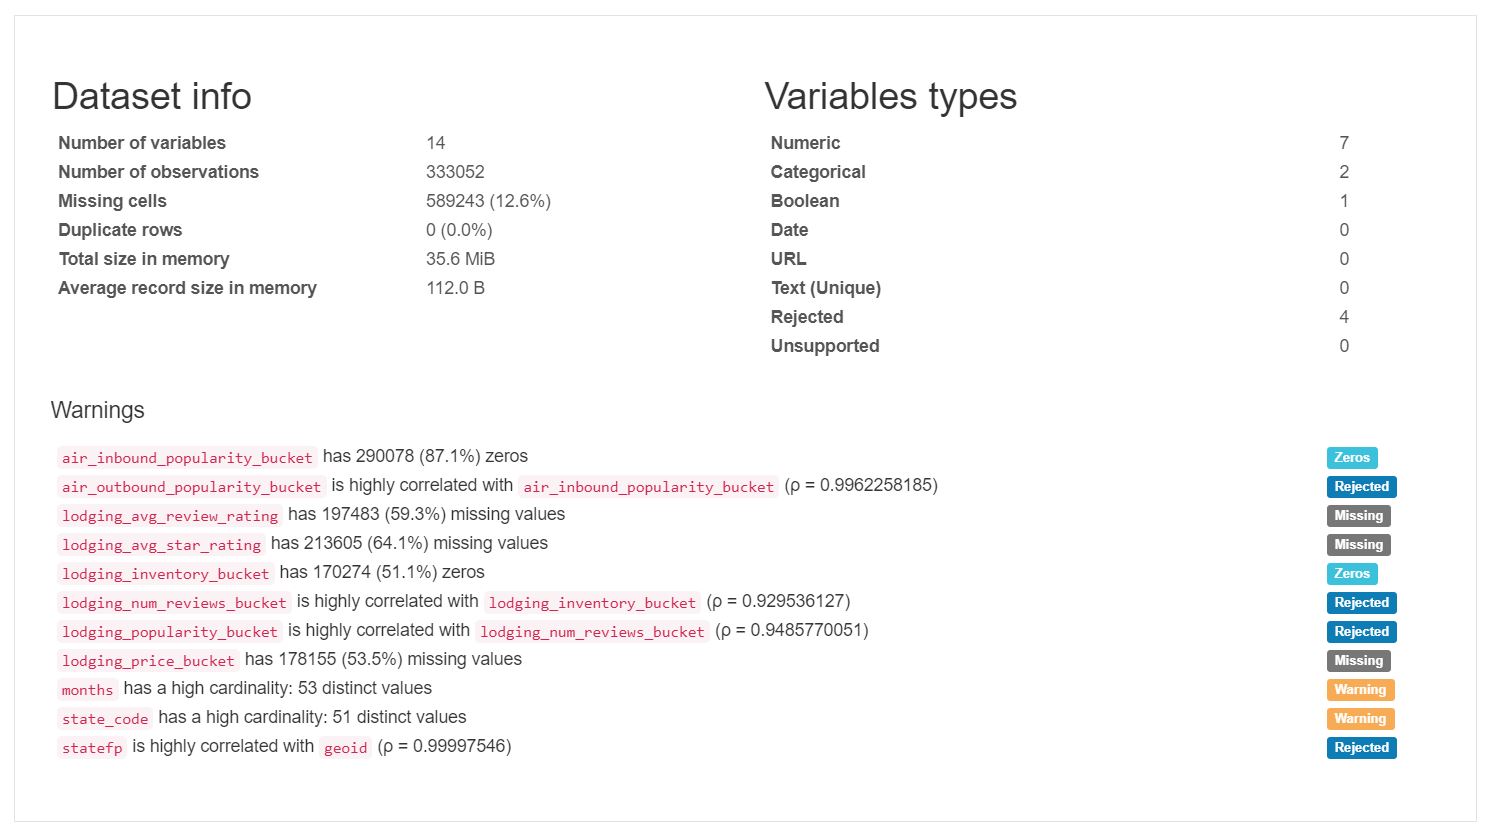 Dataset info
Number of variables 14
Number of observations 333052
Missing cells 589243 (12.6%)
Duplicate rows 0 (0.0%)
Total size in memory 35.6 MiB
Average record size in memory 112.0 B
Variables types
Numeric 7
Categorical 2
Boolean 1
Date 0
URL 0
Text (Unique) 0
Rejected 4
Unsupported 0
Warnings
air_inbound_popularity_bucket has 290078 (87.1%) zeros Zeros
air_outbound_popularity_bucket is highly correlated with air_inbound_popularity_bucket (ρ = 0.9962258185) Rejected
lodging_avg_review_rating has 197483 (59.3%) missing values Missing
lodging_avg_star_rating has 213605 (64.1%) missing values Missing
lodging_inventory_bucket has 170274 (51.1%) zeros Zeros
lodging_num_reviews_bucket is highly correlated with lodging_inventory_bucket (ρ = 0.929536127) Rejected
lodging_popularity_bucket is highly correlated with lodging_num_reviews_bucket (ρ = 0.9485770051) Rejected
lodging_price_bucket has 178155 (53.5%) missing values Missing
months has a high cardinality: 53 distinct values Warning
state_code has a high cardinality: 51 distinct values Warning
statefp is highly correlated with geoid (ρ = 0.99997546) Rejected